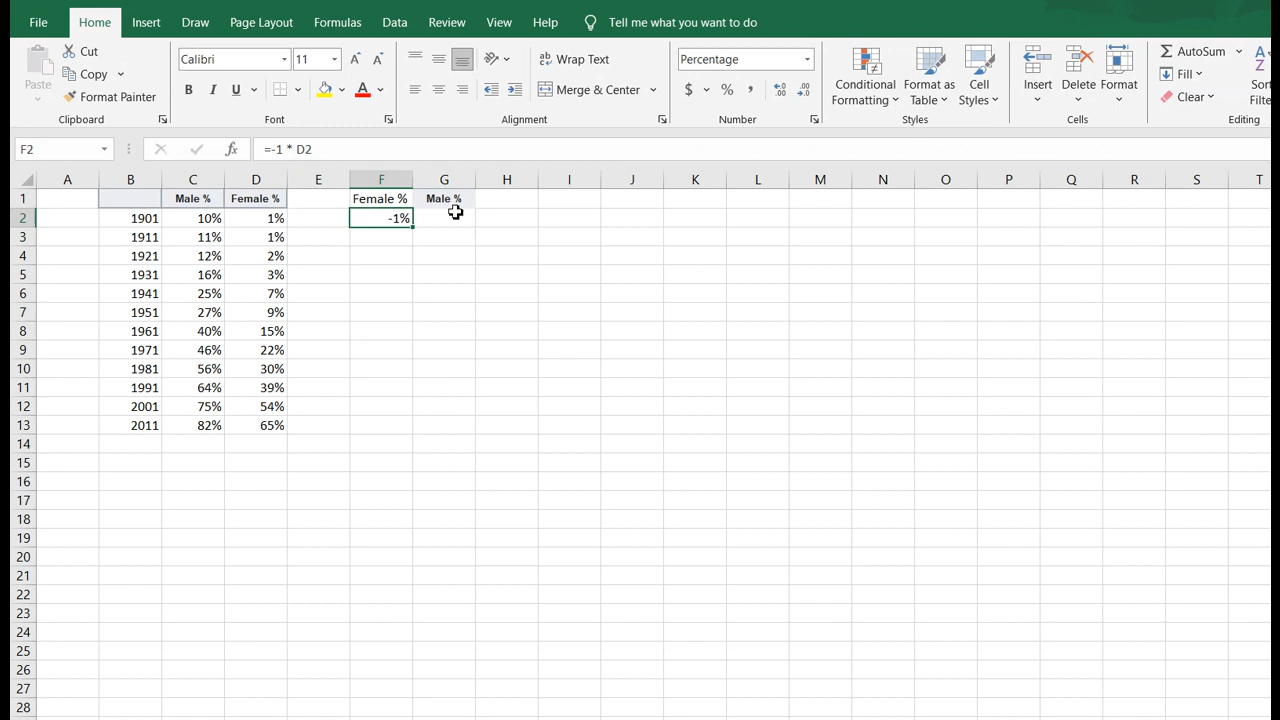 File Home Insert Draw Page Layout Formulas Data Review View Help Tell me what you want to do
Paste Cut Copy Format Painter
Calibri 11
B I U A A A
ab Wrap Text
Merge & Center
Percentage
$ % ,
Conditional Formatting
Format as Table
Cell Styles
Insert Delete Format
AutoSum
Fill
Clear
Sort
Filter
Clipboard Font Alignment Number Styles Cells Editing
F2 fx =-1 * D2
A B C D E F G H I J K L M N O P Q R S T
1 Male % Female % Female % Male %
2 1901 10% 1% -1%
3 1911 11% 1%
4 1921 12% 2%
5 1931 16% 3%
6 1941 25% 7%
7 1951 27% 9%
8 1961 40% 15%
9 1971 46% 22%
10 1981 56% 30%
11 1991 64% 39%
12 2001 75% 54%
13 2011 82% 65%
14
15
16
17
18
19
20
21
22
23
24
25
26
27
28